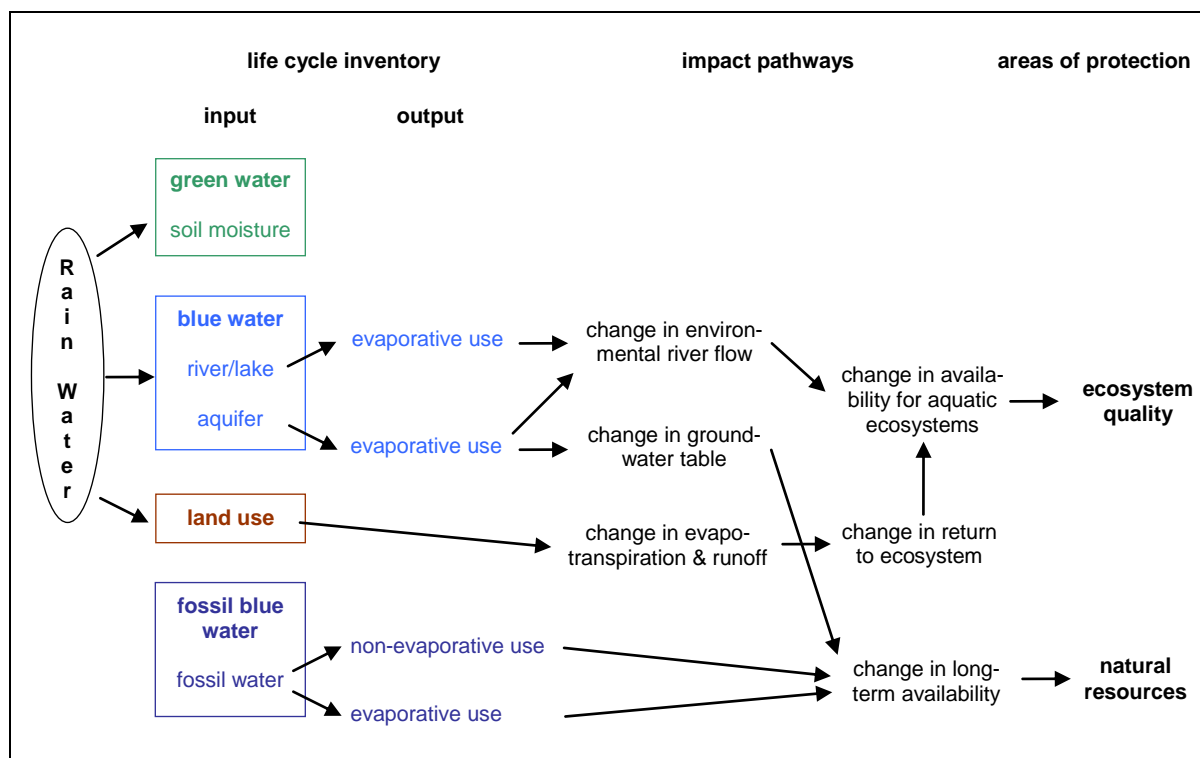 life cycle inventory
impact pathways
areas of protection
input
output
Rain Water
green water
soil moisture
blue water
river/lake
aquifer
evaporative use
evaporative use
change in environ-
mental river flow
change in ground-
water table
change in availa-
bility for aquatic
ecosystems
ecosystem
quality
land use
change in evapo-
transpiration & runoff
change in return
to ecosystem
fossil blue
water
fossil water
non-evaporative use
evaporative use
change in long-
term availability
natural
resources